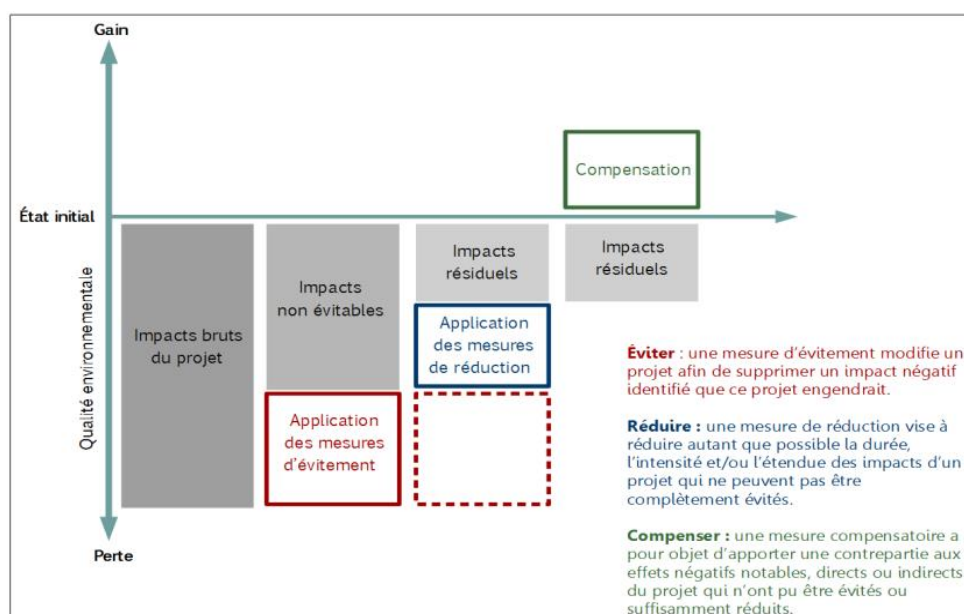 Gain
Compensation
État initial
Qualité environnementale
Impacts bruts
du projet
Impacts
non évitables
Application
des mesures
d'évitement
Impacts
résiduels
Application
des mesures
de réduction
Impacts
résiduels
Perte
Éviter : une mesure d'évitement modifie un
projet afin de supprimer un impact négatif
identifié que ce projet engendrait.
Réduire : une mesure de réduction vise à
réduire autant que possible la durée,
l'intensité et/ou l'étendue des impacts d'un
projet qui ne peuvent pas être
complètement évités.
Compenser : une mesure compensatoire a
pour objet d'apporter une contrepartie aux
effets négatifs notables, directs ou indirects
du projet qui n'ont pu être évités ou
suffisamment réduits.